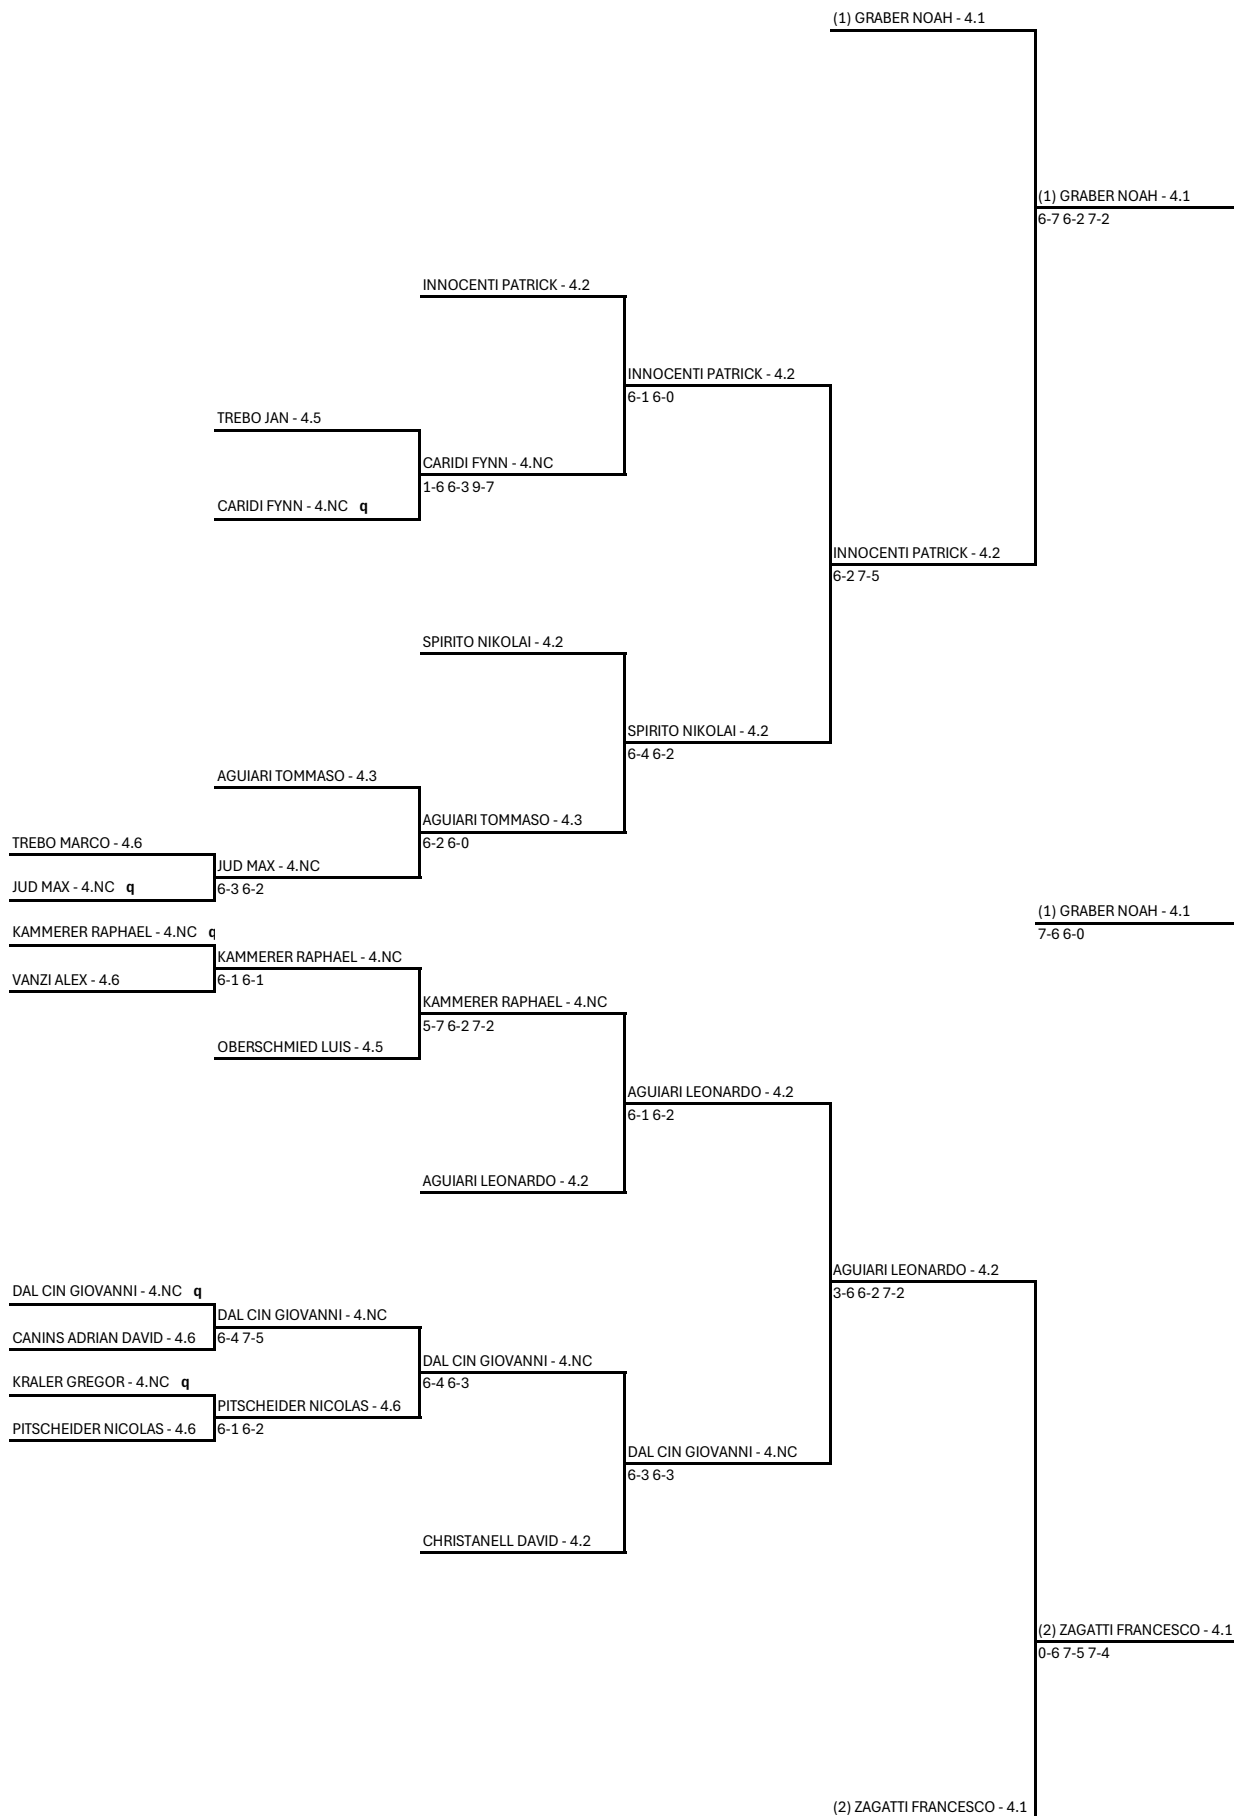 (1) GRABER NOAH - 4.1
(1) GRABER NOAH - 4.1
6-7 6-2 7-2
INNOCENTI PATRICK - 4.2
INNOCENTI PATRICK - 4.2
6-1 6-0
TREBO JAN - 4.5
CARIDI FYNN - 4.NC
1-6 6-3 9-7
CARIDI FYNN - 4.NC q
INNOCENTI PATRICK - 4.2
6-2 7-5
SPIRITO NIKOLAI - 4.2
SPIRITO NIKOLAI - 4.2
6-4 6-2
AGUIARI TOMMASO - 4.3
AGUIARI TOMMASO - 4.3
6-2 6-0
TREBO MARCO - 4.6
JUD MAX - 4.NC
6-3 6-2
JUD MAX - 4.NC q
(1) GRABER NOAH - 4.1
7-6 6-0
KAMMERER RAPHAEL - 4.NC q
KAMMERER RAPHAEL - 4.NC
6-1 6-1
VANZI ALEX - 4.6
KAMMERER RAPHAEL - 4.NC
5-7 6-2 7-2
OBERSCHMIED LUIS - 4.5
AGUIARI LEONARDO - 4.2
6-1 6-2
AGUIARI LEONARDO - 4.2
AGUIARI LEONARDO - 4.2
3-6 6-2 7-2
DAL CIN GIOVANNI - 4.NC q
DAL CIN GIOVANNI - 4.NC
6-4 7-5
CANINS ADRIAN DAVID - 4.6
DAL CIN GIOVANNI - 4.NC
6-4 6-3
KRALER GREGOR - 4.NC q
PITSCHEIDER NICOLAS - 4.6
6-1 6-2
PITSCHEIDER NICOLAS - 4.6
DAL CIN GIOVANNI - 4.NC
6-3 6-3
CHRISTANELL DAVID - 4.2
(2) ZAGATTI FRANCESCO - 4.1
0-6 7-5 7-4
(2) ZAGATTI FRANCESCO - 4.1